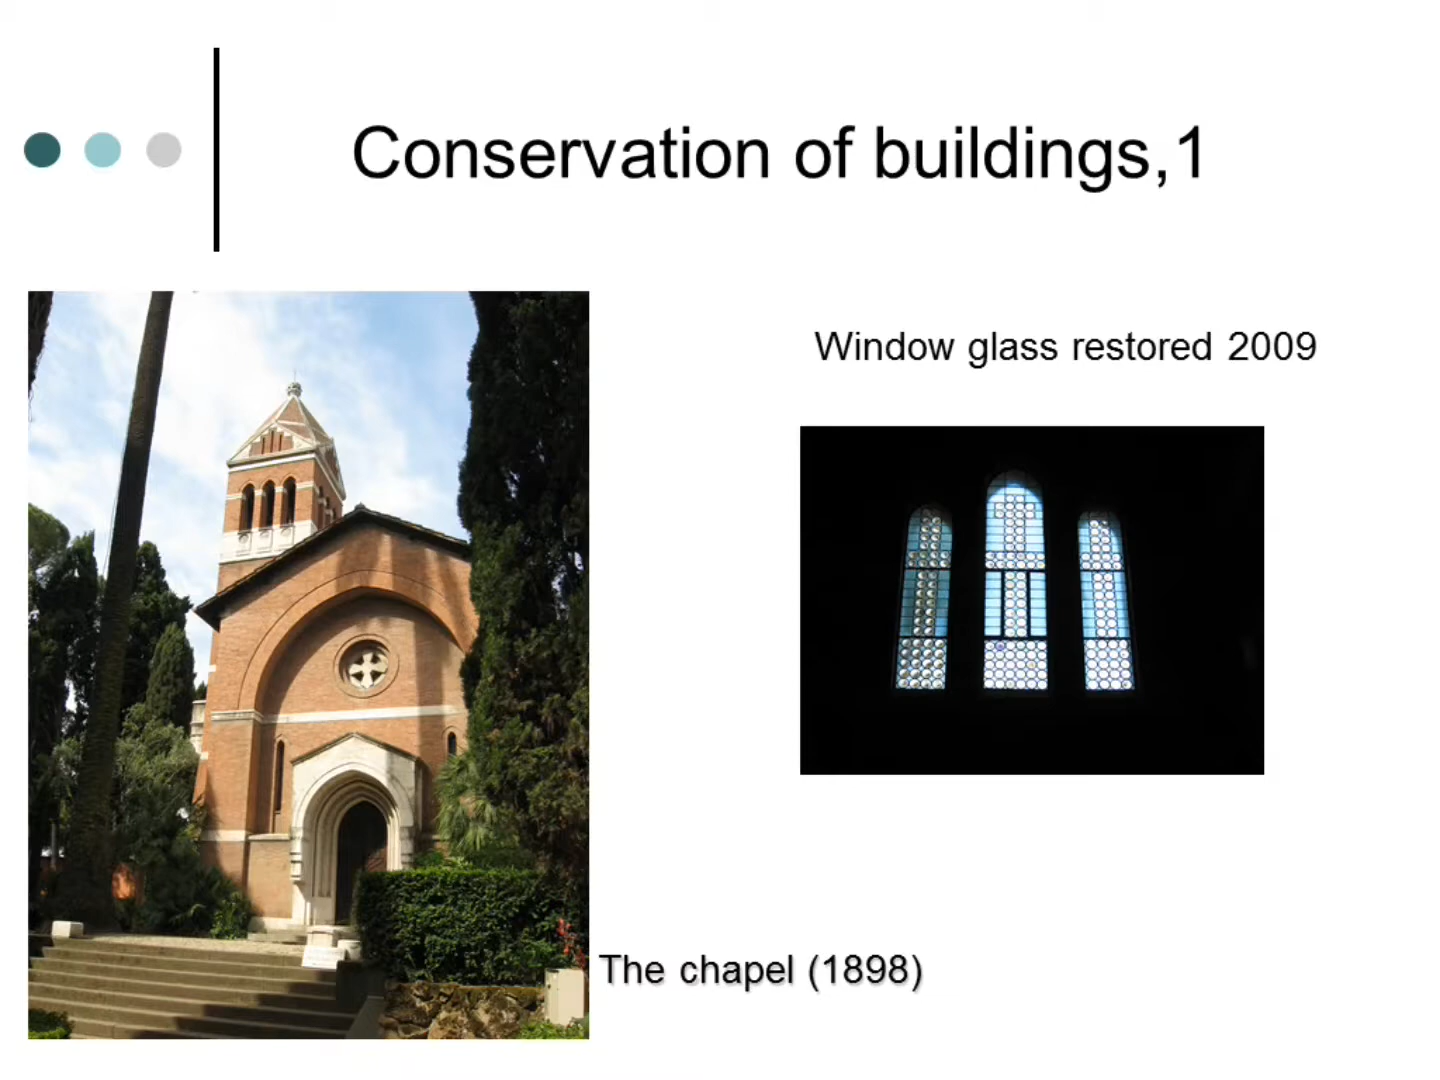 Conservation of buildings,1
Window glass restored 2009
The chapel (1898)